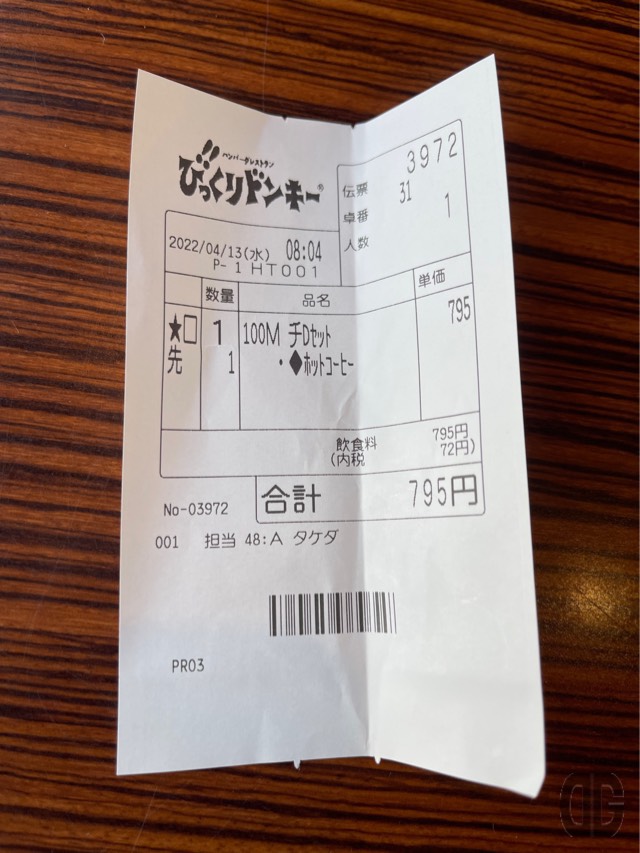 ハンバーグレストラン
びっくりドンキー®
伝票 3972
卓番 31
人数 1
2022/04/13(水) 08:04
P- 1 HT001
数量 品名 単価
★□ 1 100M チDセット 795
先 1 ・◆ホットコーヒー
飲食料 795円
(内税 72円)
No-03972 合計 795円
001 担当 48:A タケダ
PR03